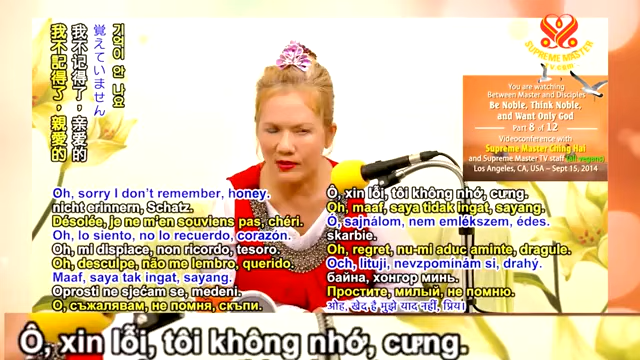 기억이 안 나요
覚えていません
我不记得了，亲爱的
我不記得了，親愛的
SUPREME MASTER
TV.COM
You are watching
Between Master and Disciples
Be Noble, Think Noble,
and Want Only God
Part 8 of 12
Videoconference with
Supreme Master Ching Hai
and Supreme Master TV staff (all vegans)
Los Angeles, CA, USA – Sept 15, 2014
Oh, sorry I don't remember, honey.
nicht erinnern, Schatz.
Désolée, je ne m'en souviens pas, chéri.
Oh, lo siento, no lo recuerdo, corazón.
Oh, mi dispiace, non ricordo, tesoro.
Oh, desculpe, não me lembro, querido.
Maaf, saya tak ingat, sayang.
Oprosti ne sjećam se, medeni.
О, съжалявам, не помня, скъпи.
Ô, xin lỗi, tôi không nhớ, cưng.
Oh, maaf, saya tidak ingat, sayang.
Ó, sajnálom, nem emlékszem, édes.
skarbie.
Oh, regret, nu-mi aduc aminte, dragule.
Och, lituji, nevzpomínám si, drahý.
байна, хонгор минь.
Простите, милый, не помню.
ओह, खेद है मुझे याद नहीं, प्रिय।
Ô, xin lỗi, tôi không nhớ, cưng.